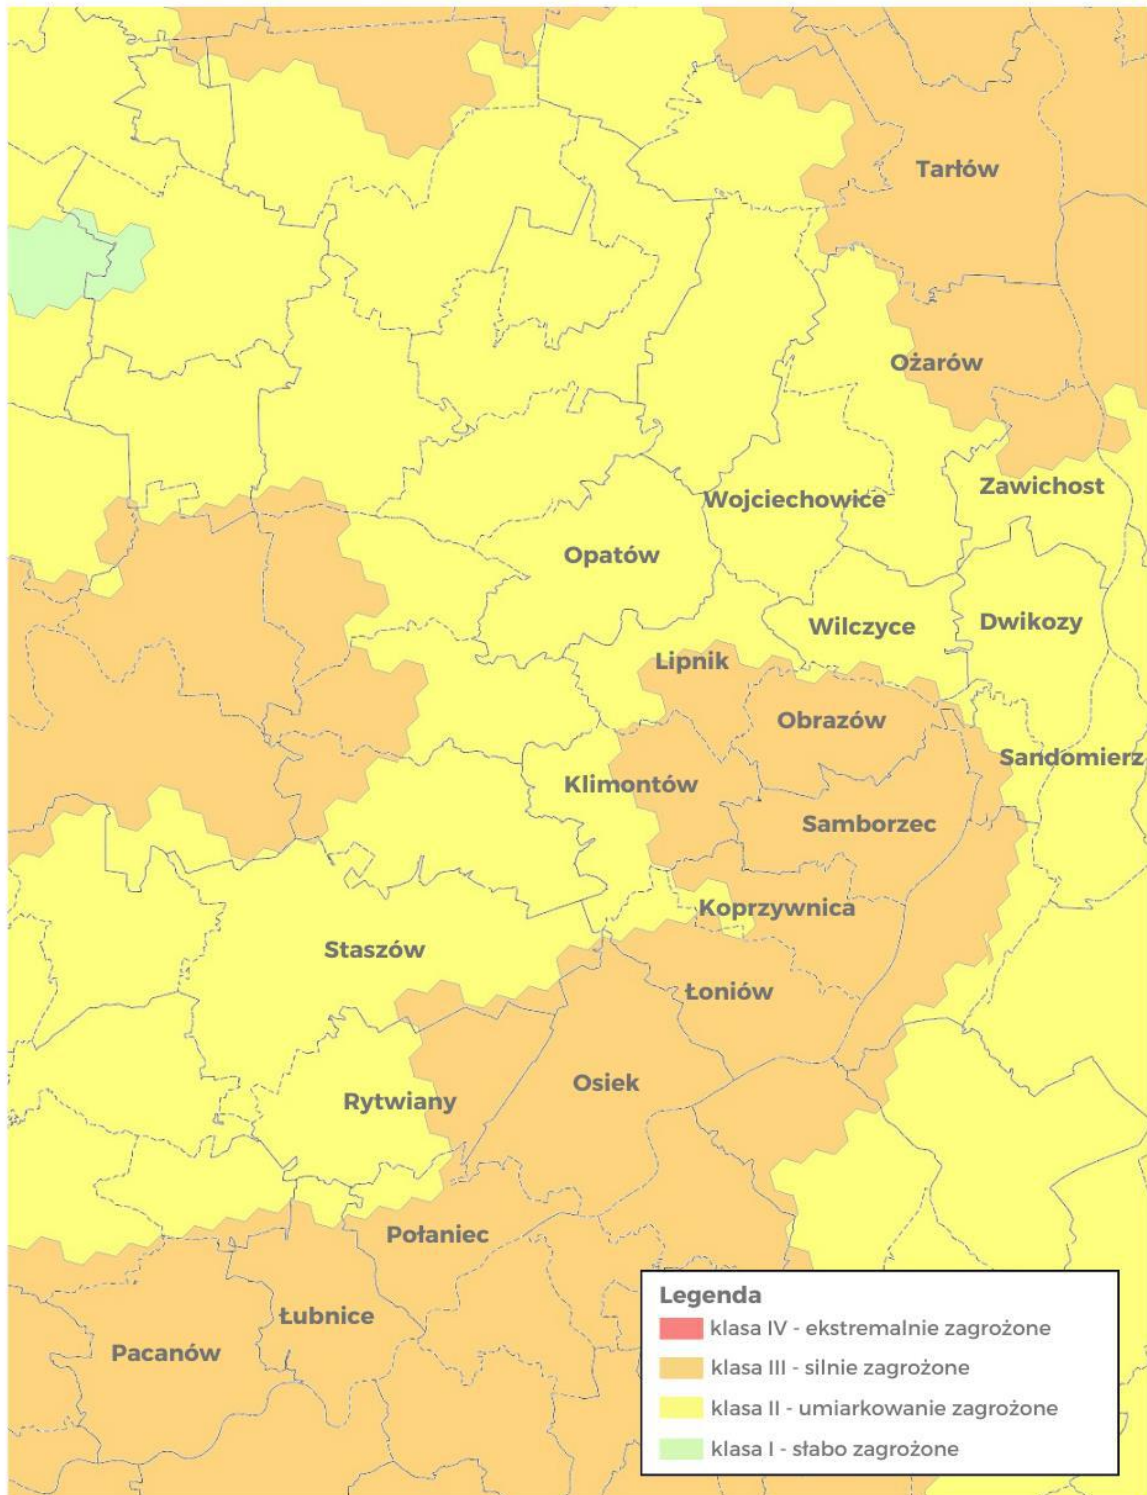 Tarłów
Ożarów
Zawichost
Wojciechowice
Opatów
Dwikozy
Wilczyce
Lipnik
Obrazów
Sandomierz
Klimontów
Samborzec
Koprzywnica
Staszów
Łoniów
Osiek
Rytwiany
Połaniec
Łubnice
Pacanów
Legenda
klasa IV - ekstremalnie zagrożone
klasa III - silnie zagrożone
klasa II - umiarkowanie zagrożone
klasa I - słabo zagrożone